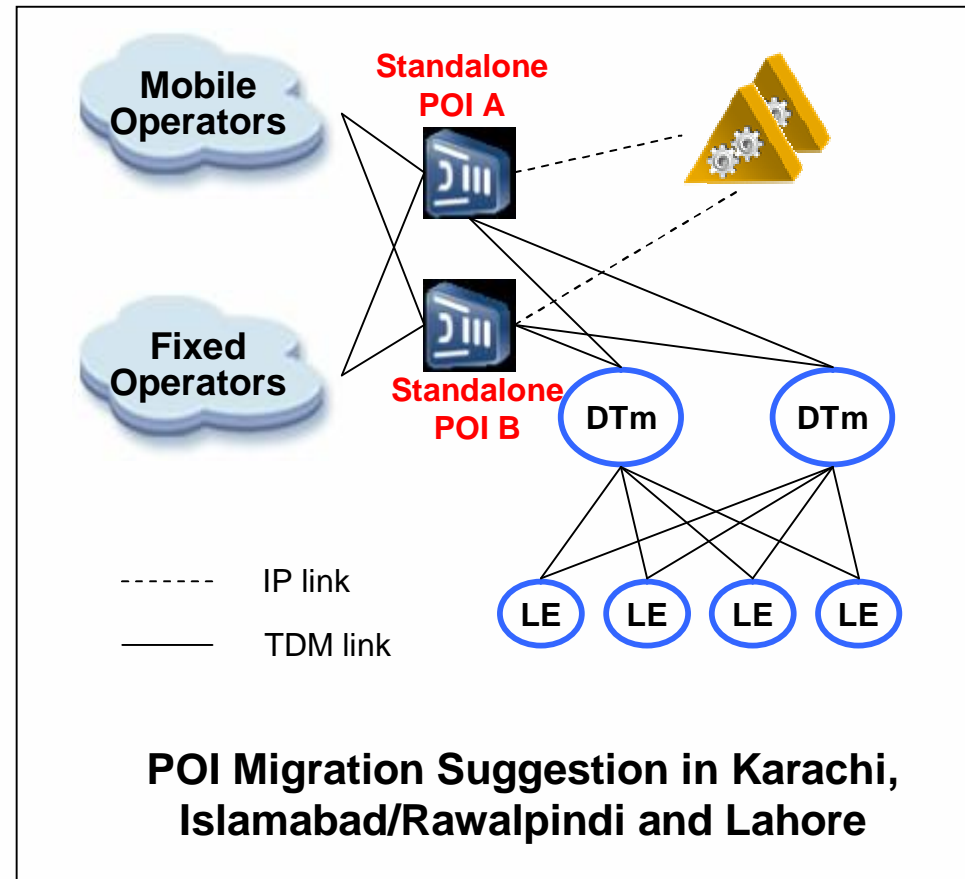 Mobile
Operators
Standalone
POI A
Fixed
Operators
Standalone
POI B
DTm
DTm
LE
LE
LE
LE
IP link
TDM link
POI Migration Suggestion in Karachi,
Islamabad/Rawalpindi and Lahore